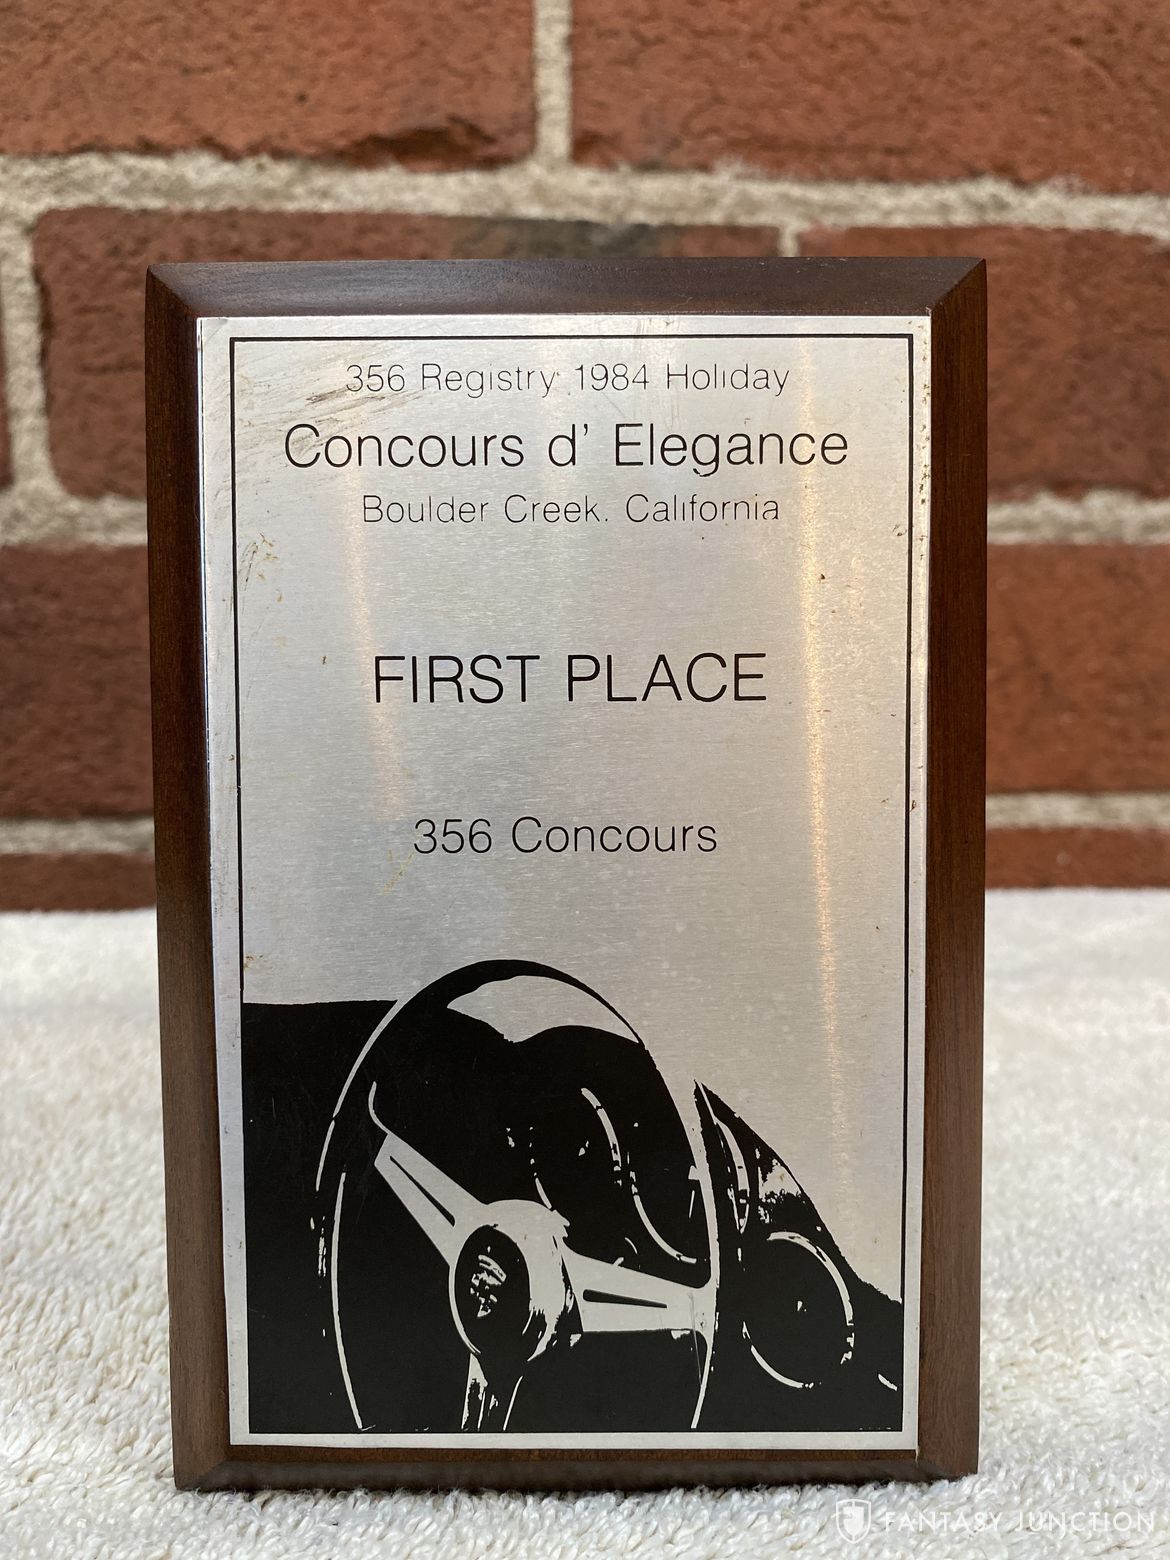 356 Registry 1984 Holiday
Concours d' Elegance
Boulder Creek, California
FIRST PLACE
356 Concours
FANTASY JUNCTION